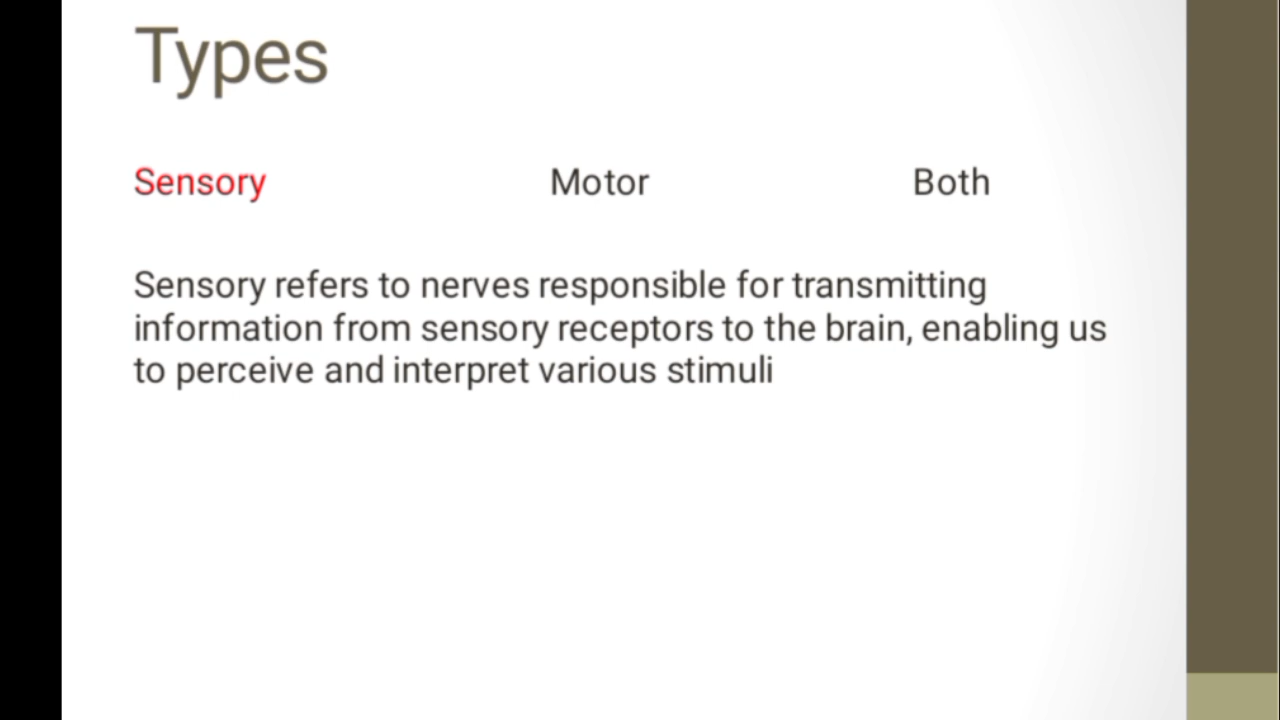 Types
Sensory Motor Both
Sensory refers to nerves responsible for transmitting
information from sensory receptors to the brain, enabling us
to perceive and interpret various stimuli